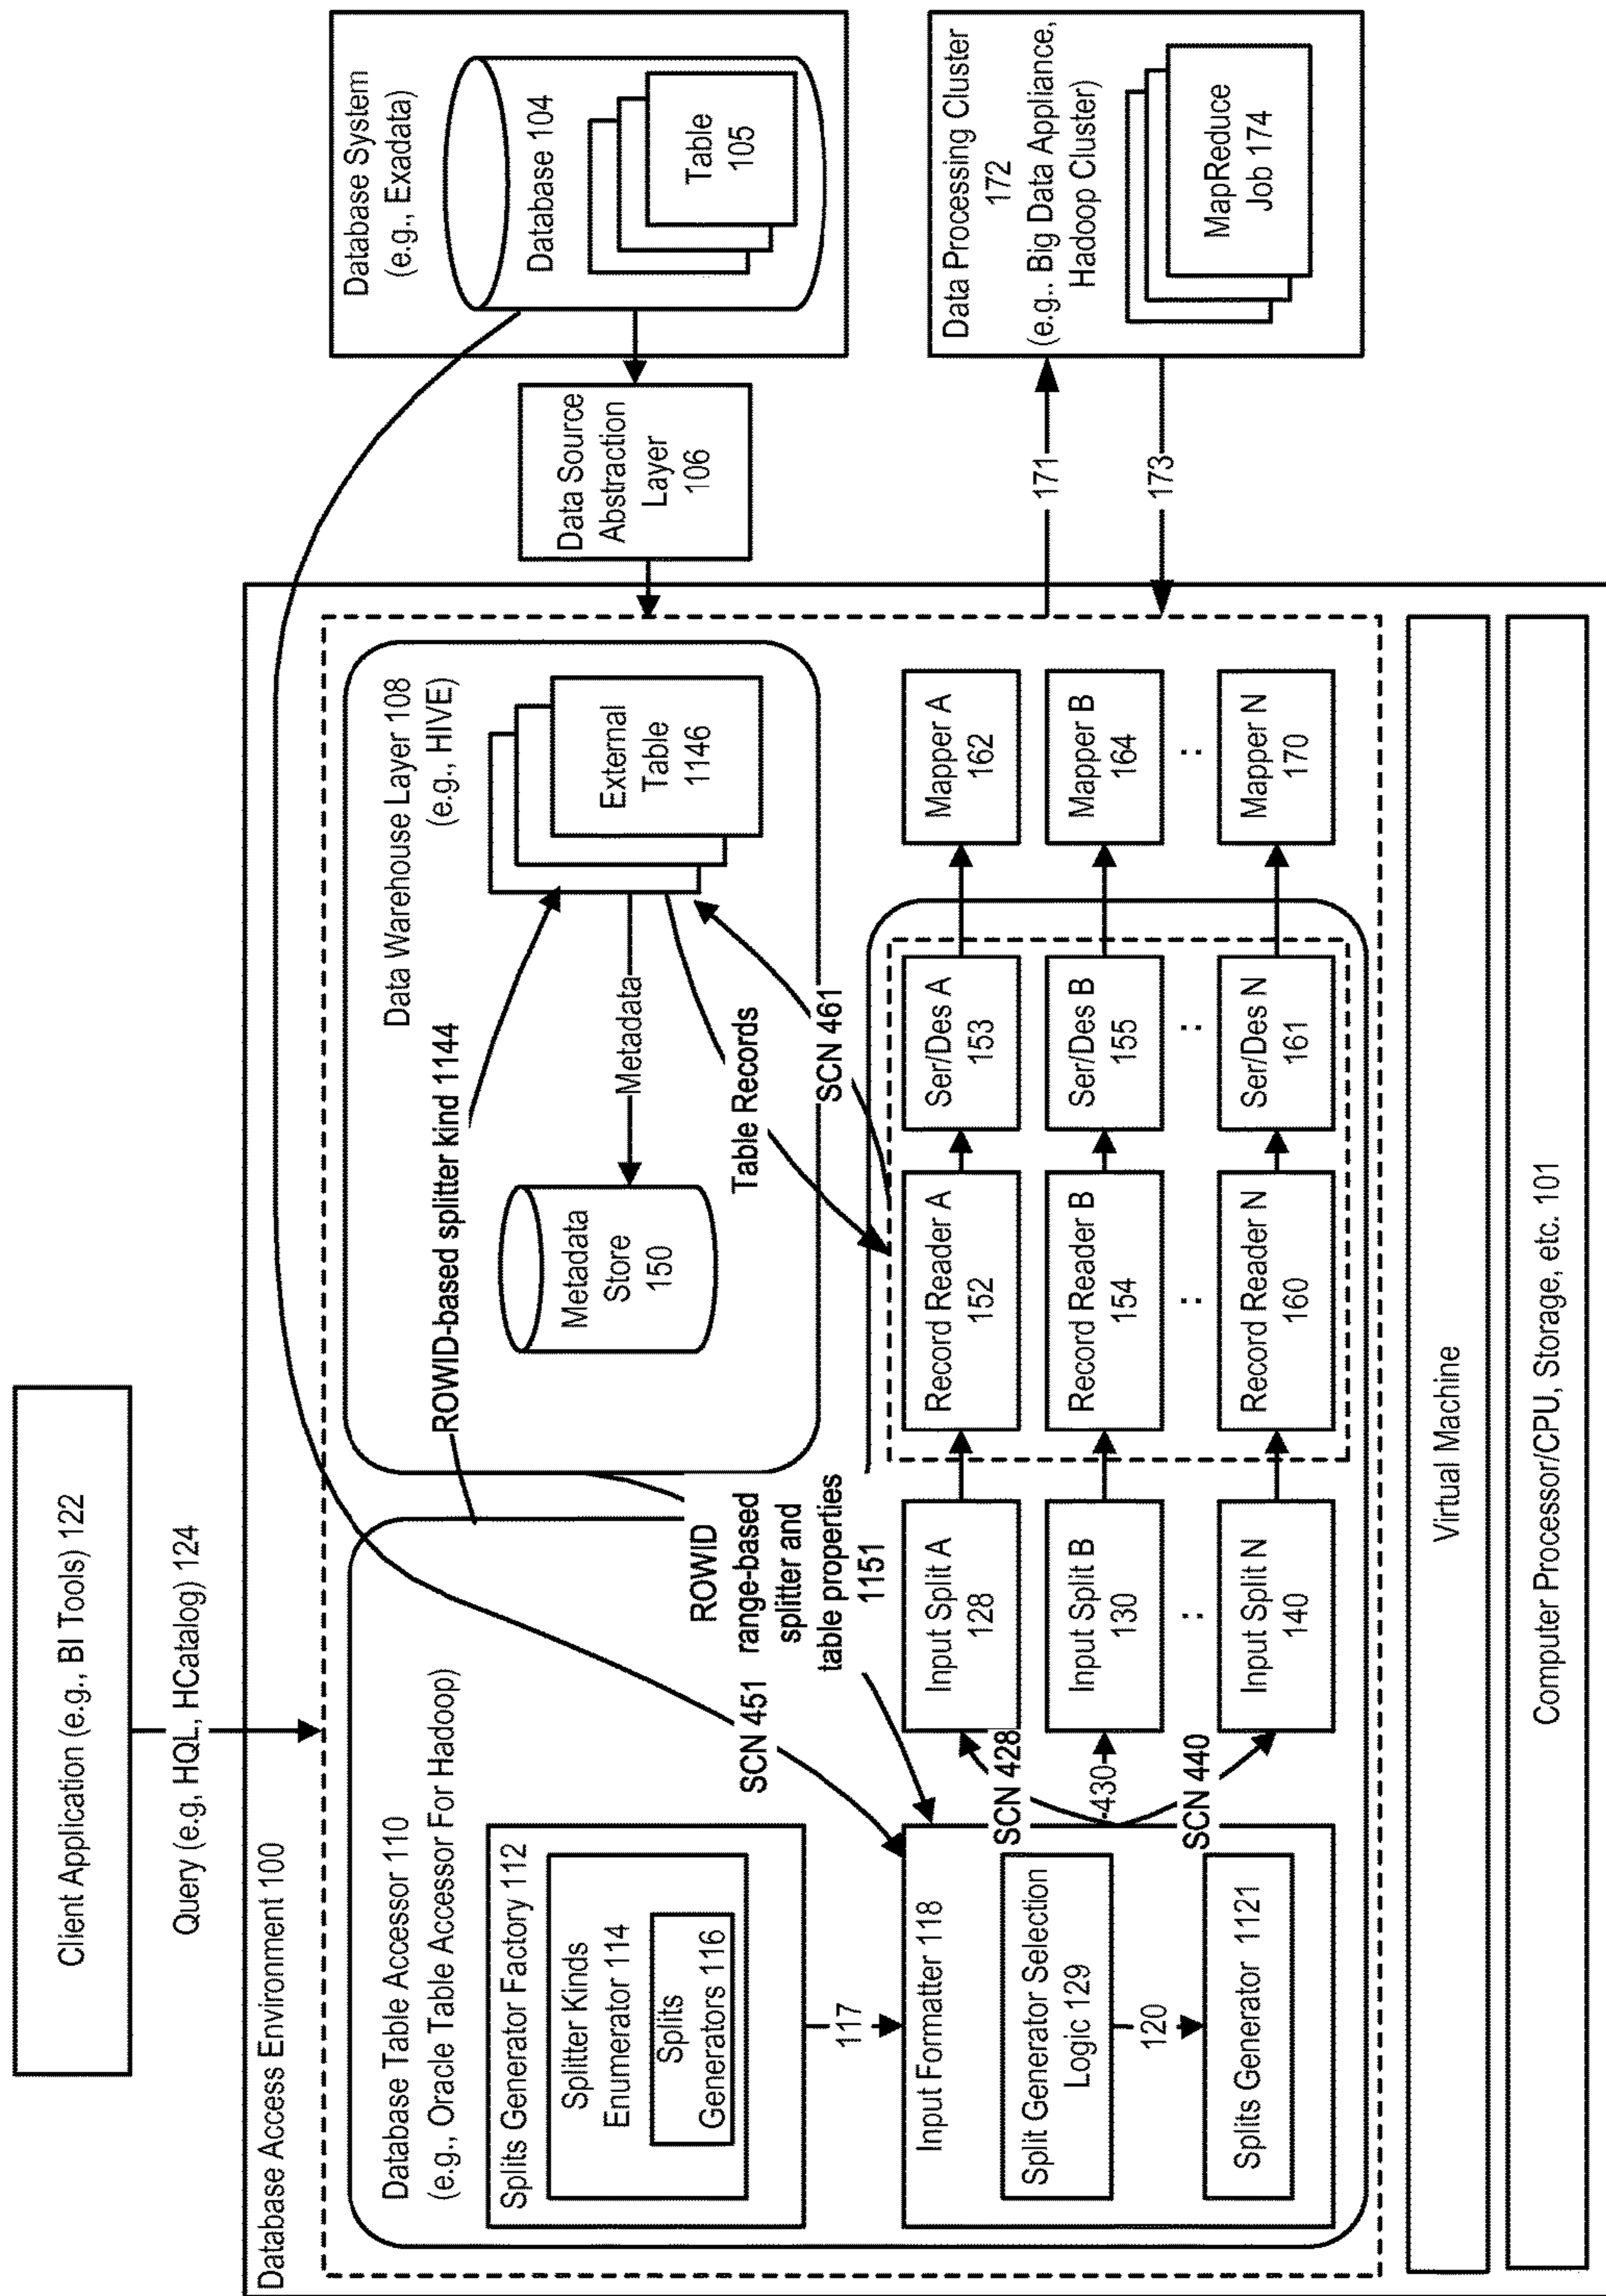 Client Application (e.g., BI Tools) 122
Query (e.g, HQL, HCatalog) 124
Database Access Environment 100
Database Table Accessor 110
(e.g., Oracle Table Accessor For Hadoop)
Splits Generator Factory 112
Splitter Kinds
Enumerator 114
Splits
Generators 116
117
Input Formatter 118
Split Generator Selection
Logic 129
120
Splits Generator 1121
ROWID-based splitter kind 1144
SCN 451
ROWID
range-based
splitter and
table properties
1151
SCN 428
430
SCN 440
Input Split A
128
Input Split B
130
:
Input Split N
140
Data Warehouse Layer 108
(e.g., HIVE)
Metadata
Store
150
Metadata
External
Table
1146
Table Records
SCN 461
Record Reader A
152
Record Reader B
154
:
Record Reader N
160
Ser/Des A
153
Ser/Des B
155
:
Ser/Des N
161
Mapper A
162
Mapper B
164
:
Mapper N
170
Data Source
Abstraction
Layer
106
Database System
(e.g., Exadata)
Database 104
Table
105
171
173
Data Processing Cluster
172
(e.g.. Big Data Appliance,
Hadoop Cluster)
MapReduce
Job 174
Virtual Machine
Computer Processor/CPU, Storage, etc. 101